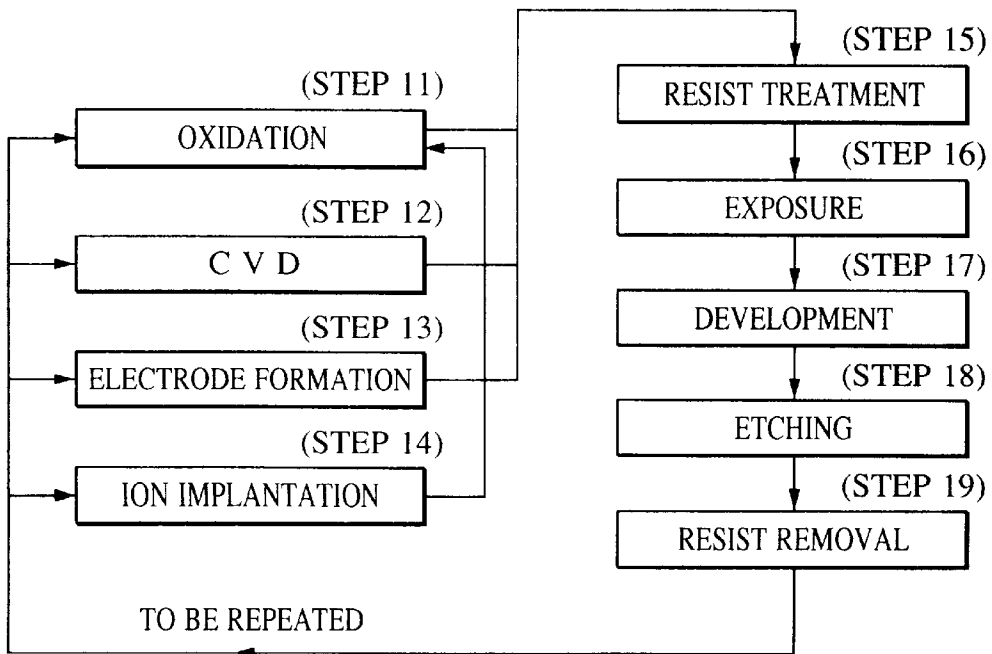 (STEP 11)
OXIDATION
(STEP 12)
C V D
(STEP 13)
ELECTRODE FORMATION
(STEP 14)
ION IMPLANTATION
(STEP 15)
RESIST TREATMENT
(STEP 16)
EXPOSURE
(STEP 17)
DEVELOPMENT
(STEP 18)
ETCHING
(STEP 19)
RESIST REMOVAL
TO BE REPEATED